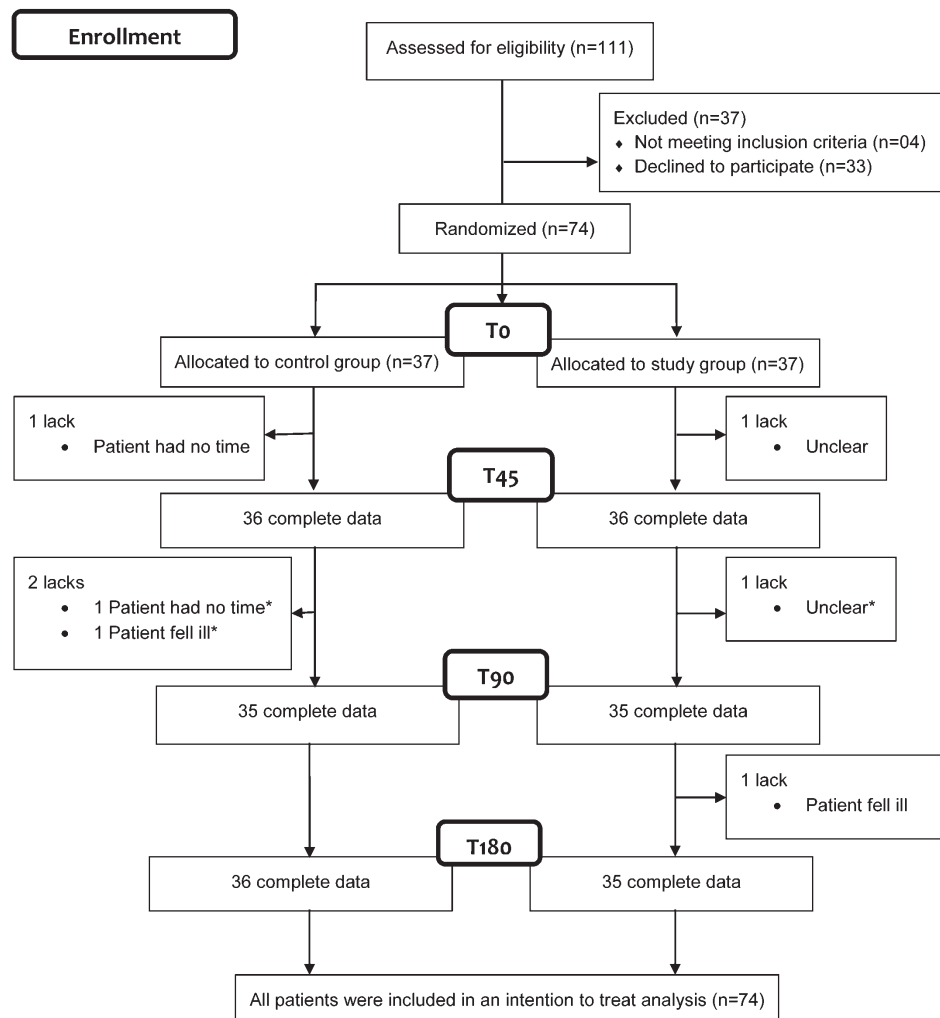 Enrollment
Assessed for eligibility (n=111)
Excluded (n=37)
♦ Not meeting inclusion criteria (n=04)
♦ Declined to participate (n=33)
Randomized (n=74)
T0
Allocated to control group (n=37)
Allocated to study group (n=37)
1 lack
• Patient had no time
1 lack
• Unclear
T45
36 complete data
36 complete data
2 lacks
• 1 Patient had no time*
• 1 Patient fell ill*
1 lack
• Unclear*
T90
35 complete data
35 complete data
1 lack
• Patient fell ill
T180
36 complete data
35 complete data
All patients were included in an intention to treat analysis (n=74)